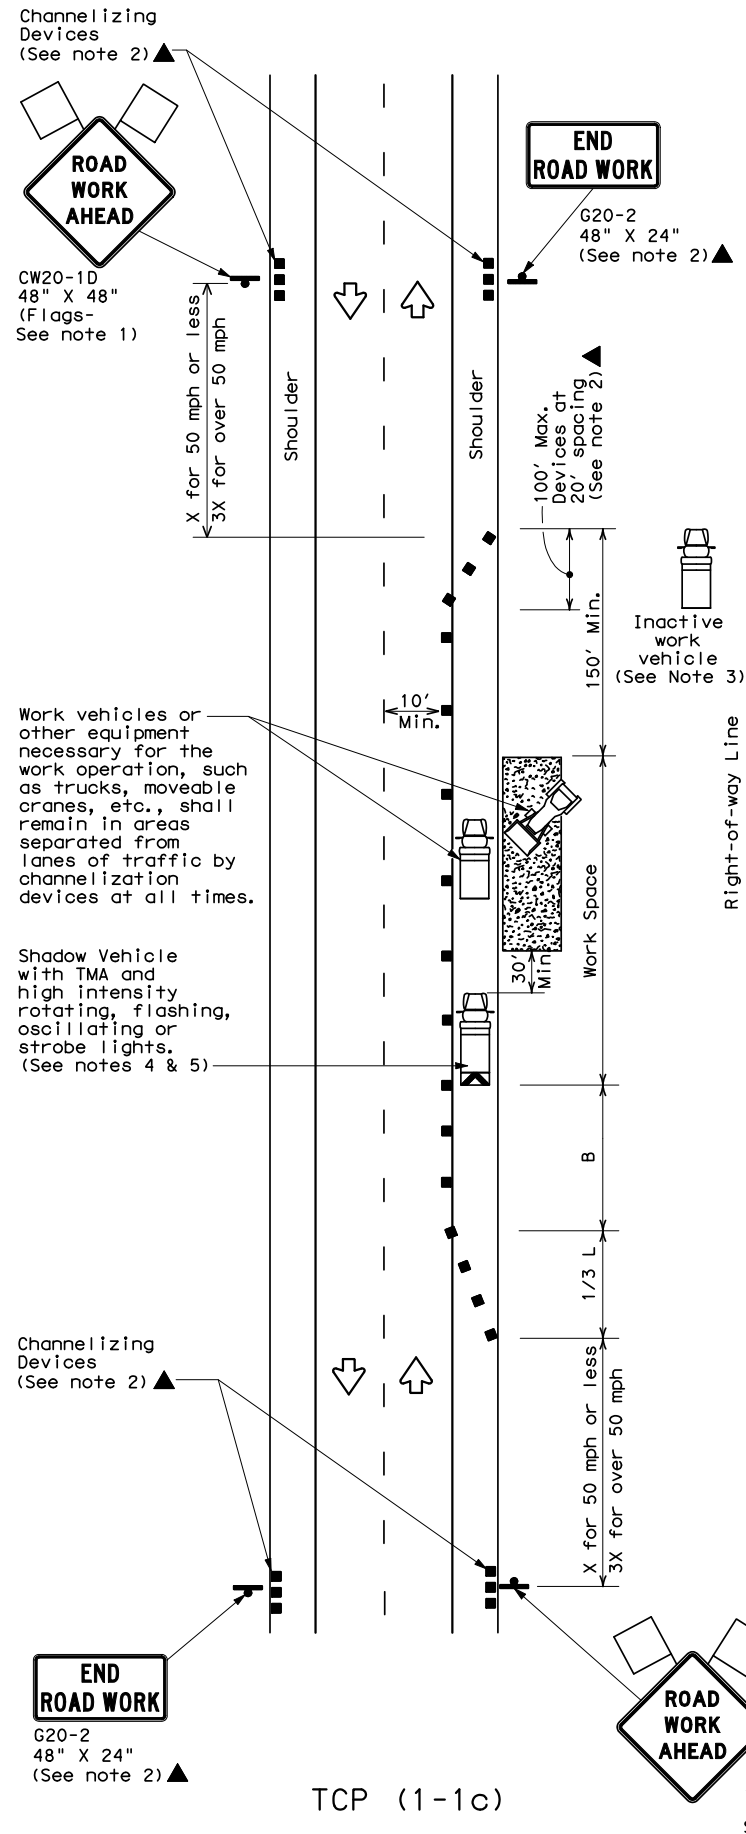 Channelizing
Devices
(See note 2)
ROAD
WORK
AHEAD
CW20-1D
48" X 48"
(Flags-
See note 1)
END
ROAD WORK
G20-2
48" X 24"
(See note 2)
X for 50 mph or less
3X for over 50 mph
Shoulder
Shoulder
100' Max.
Devices at
20' spacing
(See note 2)
150' Min.
Inactive
work
vehicle
(See Note 3)
10'
Min.
Work vehicles or
other equipment
necessary for the
work operation, such
as trucks, moveable
cranes, etc., shall
remain in areas
separated from
lanes of traffic by
channelization
devices at all times.
Right-of-way Line
Work Space
30'
Min.
Shadow Vehicle
with TMA and
high intensity
rotating, flashing,
oscillating or
strobe lights.
(See notes 4 & 5)
B
1/3 L
Channelizing
Devices
(See note 2)
X for 50 mph or less
3X for over 50 mph
END
ROAD WORK
G20-2
48" X 24"
(See note 2)
ROAD
WORK
AHEAD
TCP (1-1c)